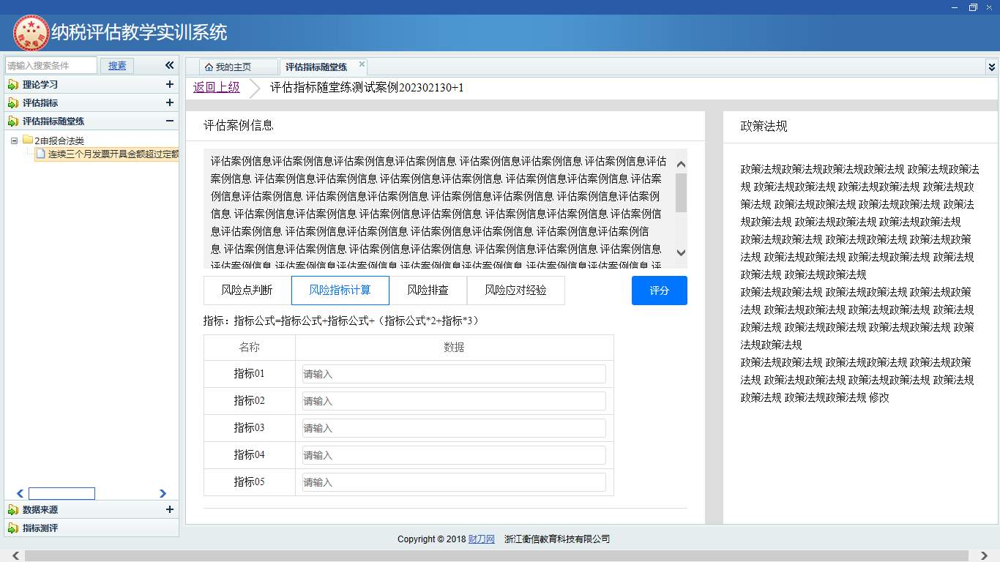 纳税评估教学实训系统
请输入搜索条件
搜素
理论学习
评估指标
评估指标随堂练
2申报合法类
连续三个月发票开具金额超过定额
数据来源
指标测评
我的主页
评估指标随堂练
返回上级
评估指标随堂练测试案例202302130+1
评估案例信息
评估案例信息评估案例信息评估案例信息评估案例信息 评估案例信息评估案例信息 评估案例信息评估
案例信息 评估案例信息评估案例信息 评估案例信息评估案例信息 评估案例信息评估案例信息 评估案
例信息评估案例信息 评估案例信息评估案例信息 评估案例信息评估案例信息 评估案例信息评估案例
信息 评估案例信息评估案例信息 评估案例信息评估案例信息 评估案例信息评估案例信息 评估案例信
息评估案例信息 评估案例信息评估案例信息 评估案例信息评估案例信息 评估案例信息评估案例信
息 评估案例信息评估案例信息 评估案例信息评估案例信息 评估案例信息评估案例信息 评估案例信息
评估案例信息 评估案例信息评估案例信息 评估案例信息评估案例信息 评估案例信息评估案例信息 评
风险点判断
风险指标计算
风险排查
风险应对经验
评分
指标：指标公式=指标公式+指标公式+（指标公式*2+指标*3）
名称
数据
指标01
请输入
指标02
请输入
指标03
请输入
指标04
请输入
指标05
请输入
政策法规
政策法规政策法规政策法规政策法规 政策法规政策法
规 政策法规政策法规 政策法规政策法规 政策法规政
策法规 政策法规政策法规 政策法规政策法规 政策法
规政策法规 政策法规政策法规 政策法规政策法规
政策法规政策法规 政策法规政策法规 政策法规政策
法规 政策法规政策法规 政策法规政策法规 政策法规
政策法规 政策法规政策法规
政策法规政策法规 政策法规政策法规 政策法规政策
法规 政策法规政策法规 政策法规政策法规 政策法规
政策法规 政策法规政策法规 政策法规政策法规 政策
法规政策法规
政策法规政策法规 政策法规政策法规 政策法规政策
法规 政策法规政策法规 政策法规政策法规 政策法规
政策法规 政策法规政策法规 修改
Copyright © 2018 财刀网 浙江衡信教育科技有限公司